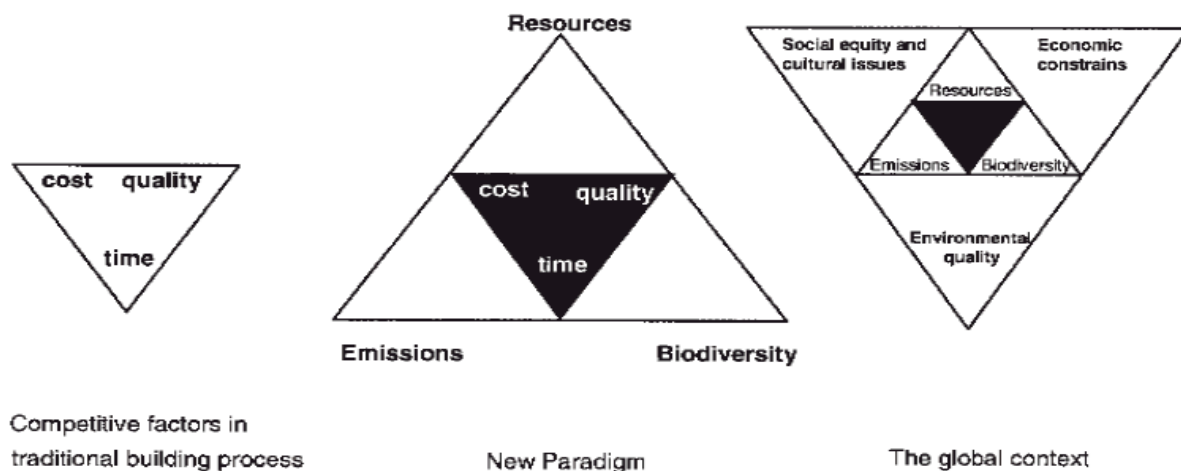 cost quality
time
Competitive factors in
traditional building process
Resources
cost quality
time
Emissions Biodiversity
New Paradigm
Social equity and
cultural issues
Economic
constrains
Resources
Emissions Biodiversity
Environmental
quality
The global context